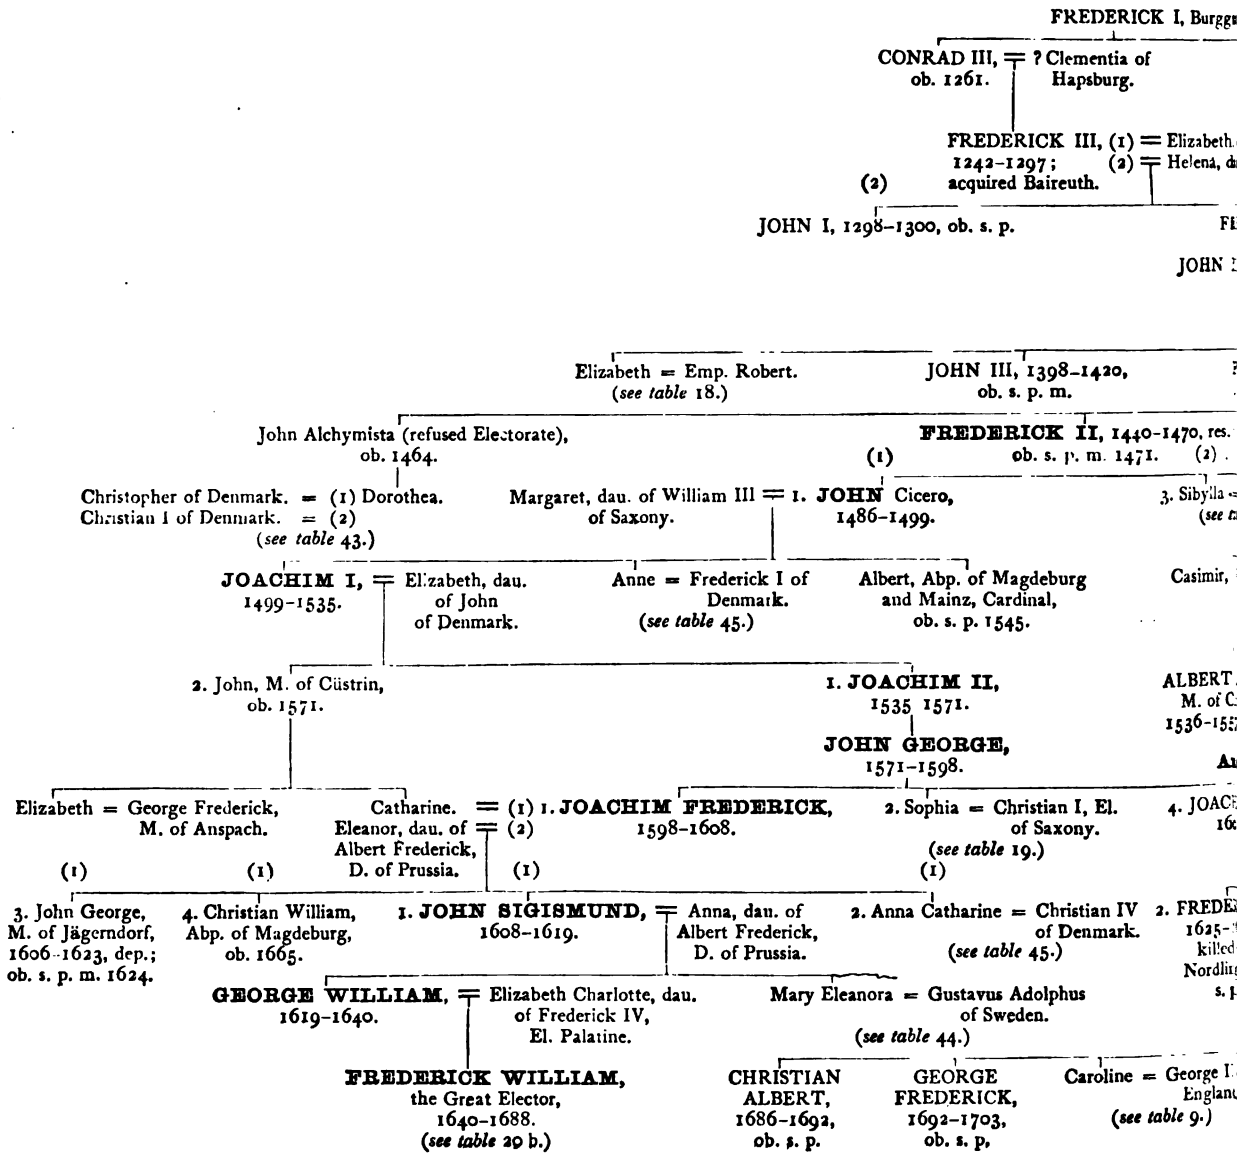 FREDERICK I,
CONRAD III, = ? Clementia of
ob. 1261. Hapsburg.
FREDERICK III, (1) = Elizabeth
1242-1297; (2) = Helena,
(2) acquired Baireuth.
JOHN I, 1298-1300, ob. s. p.
JOHN
Elizabeth = Emp. Robert. JOHN III, 1398-1420,
(see table 18.) ob. s. p. m.
John Alchymista (refused Electorate), FREDERICK II, 1440-1470, res.
ob. 1464. (1) ob. s. p. m. 1471. (2)
Christopher of Denmark. = (1) Dorothea. Margaret, dau. of William III = 1. JOHN Cicero, 3. Sibylla =
Christian I of Denmark. = (2) of Saxony. 1486-1499. (see
(see table 43.)
JOACHIM I, = Elizabeth, dau. Anne = Frederick I of Albert, Abp. of Magdeburg Casimir,
1499-1535. of John Denmark. and Mainz, Cardinal,
of Denmark. (see table 45.) ob. s. p. 1545.
2. John, M. of Cüstrin, 1. JOACHIM II, ALBERT
ob. 1571. 1535 1571. M. of
JOHN GEORGE, 1536-
1571-1598.
Elizabeth = George Frederick, Catharine. = (1) 1. JOACHIM FREDERICK, 2. Sophia = Christian I, El. 4.
M. of Anspach. Eleanor, dau. of = (2) 1598-1608. of Saxony.
Albert Frederick, (see table 19.)
(1) (1) D. of Prussia. (1) (1)
3. John George, 4. Christian William, 1. JOHN SIGISMUND, = Anna, dau. of 2. Anna Catharine = Christian IV 2.
M. of Jägerndorf, Abp. of Magdeburg, 1608-1619. Albert Frederick, of Denmark. 1625-
1606-1623, dep.; ob. 1665. D. of Prussia. (see table 45.) killed
ob. s. p. m. 1624.
GEORGE WILLIAM, = Elizabeth Charlotte, dau. Mary Eleanora = Gustavus Adolphus
1619-1640. of Frederick IV, of Sweden.
El. Palatine. (see table 44.)
FREDERICK WILLIAM, CHRISTIAN GEORGE Caroline = George
the Great Elector, ALBERT, FREDERICK,
1640-1688. 1686-1692, 1692-1703, (see table 9.)
(see table 29 b.) ob. s. p. ob. s. p,